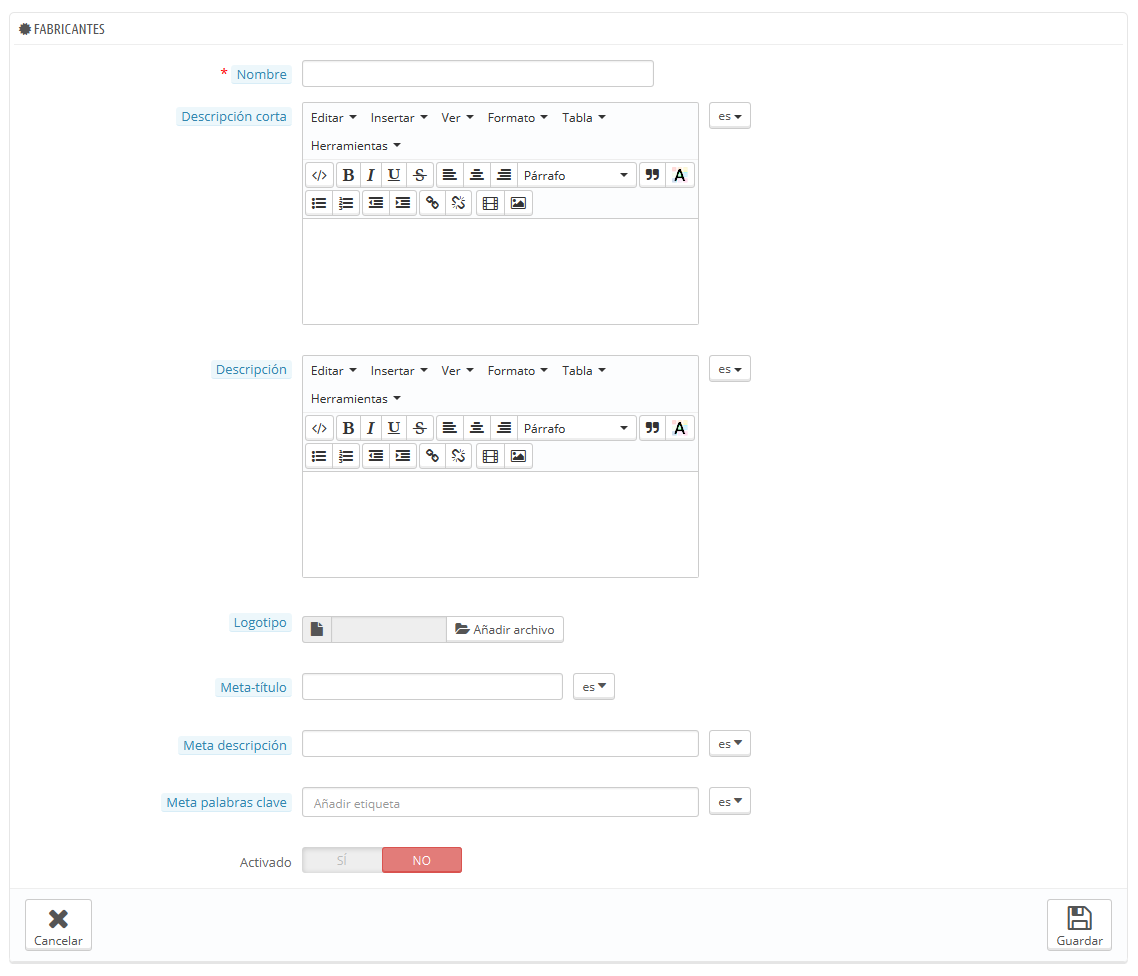 FABRICANTES
* Nombre
Descripción corta
Editar Insertar Ver Formato Tabla
es
Herramientas
</> B I U S Párrafo ” A
Descripción
Editar Insertar Ver Formato Tabla
es
Herramientas
</> B I U S Párrafo ” A
Logotipo
Añadir archivo
Meta-título
es
Meta descripción
es
Meta palabras clave
Añadir etiqueta
es
Activado
SÍ NO
Cancelar
Guardar